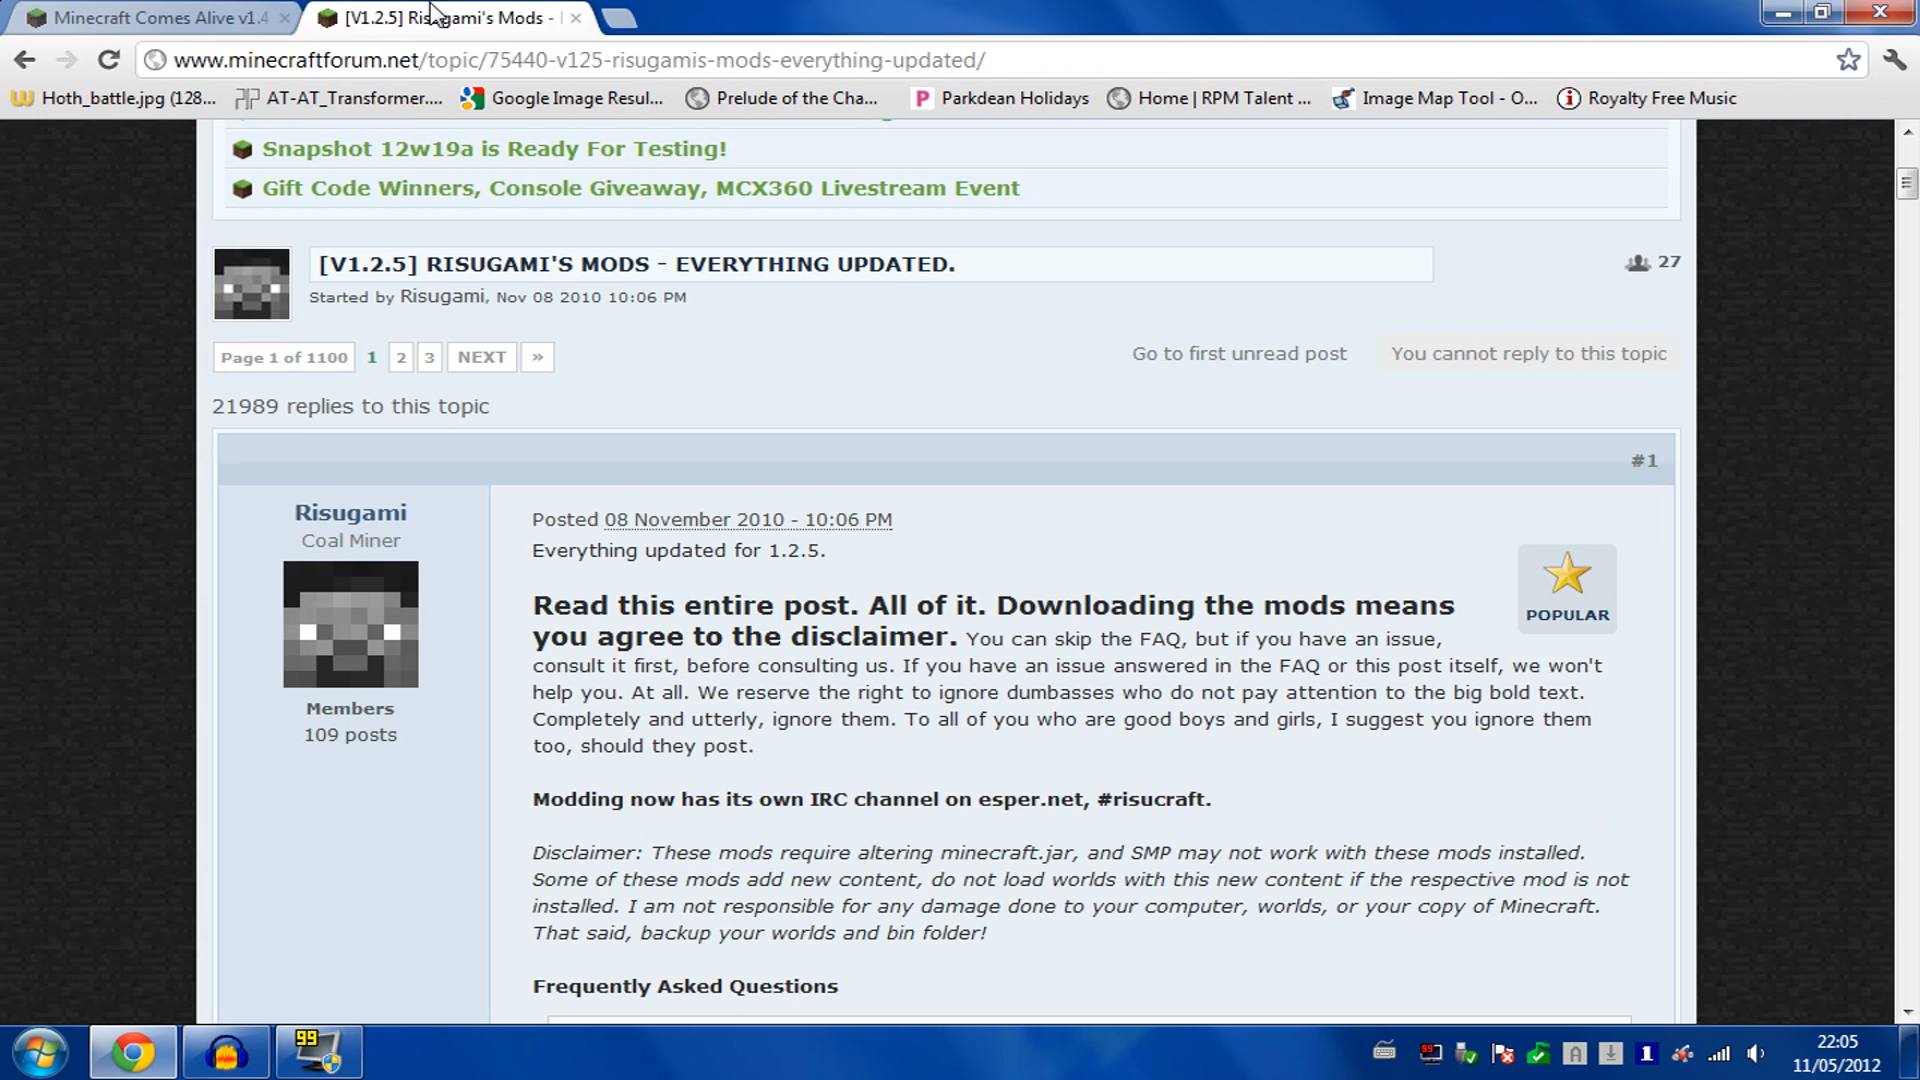 Minecraft Comes Alive v1.4
[V1.2.5] Risugami's Mods -
www.minecraftforum.net/topic/75440-v125-risugamis-mods-everything-updated/
Hoth_battle.jpg (128... AT-AT_Transformer.... Google Image Resul... Prelude of the Cha... Parkdean Holidays Home | RPM Talent ... Image Map Tool - O... Royalty Free Music
Snapshot 12w19a is Ready For Testing!
Gift Code Winners, Console Giveaway, MCX360 Livestream Event
[V1.2.5] RISUGAMI'S MODS - EVERYTHING UPDATED.
27
Started by Risugami, Nov 08 2010 10:06 PM
Page 1 of 1100 1 2 3 NEXT »
Go to first unread post You cannot reply to this topic
21989 replies to this topic
#1
Risugami
Coal Miner
Members
109 posts
Posted 08 November 2010 - 10:06 PM
Everything updated for 1.2.5.
POPULAR
Read this entire post. All of it. Downloading the mods means
you agree to the disclaimer. You can skip the FAQ, but if you have an issue,
consult it first, before consulting us. If you have an issue answered in the FAQ or this post itself, we won't
help you. At all. We reserve the right to ignore dumbasses who do not pay attention to the big bold text.
Completely and utterly, ignore them. To all of you who are good boys and girls, I suggest you ignore them
too, should they post.
Modding now has its own IRC channel on esper.net, #risucraft.
Disclaimer: These mods require altering minecraft.jar, and SMP may not work with these mods installed.
Some of these mods add new content, do not load worlds with this new content if the respective mod is not
installed. I am not responsible for any damage done to your computer, worlds, or your copy of Minecraft.
That said, backup your worlds and bin folder!
Frequently Asked Questions
99
99
A
1
22:05
11/05/2012